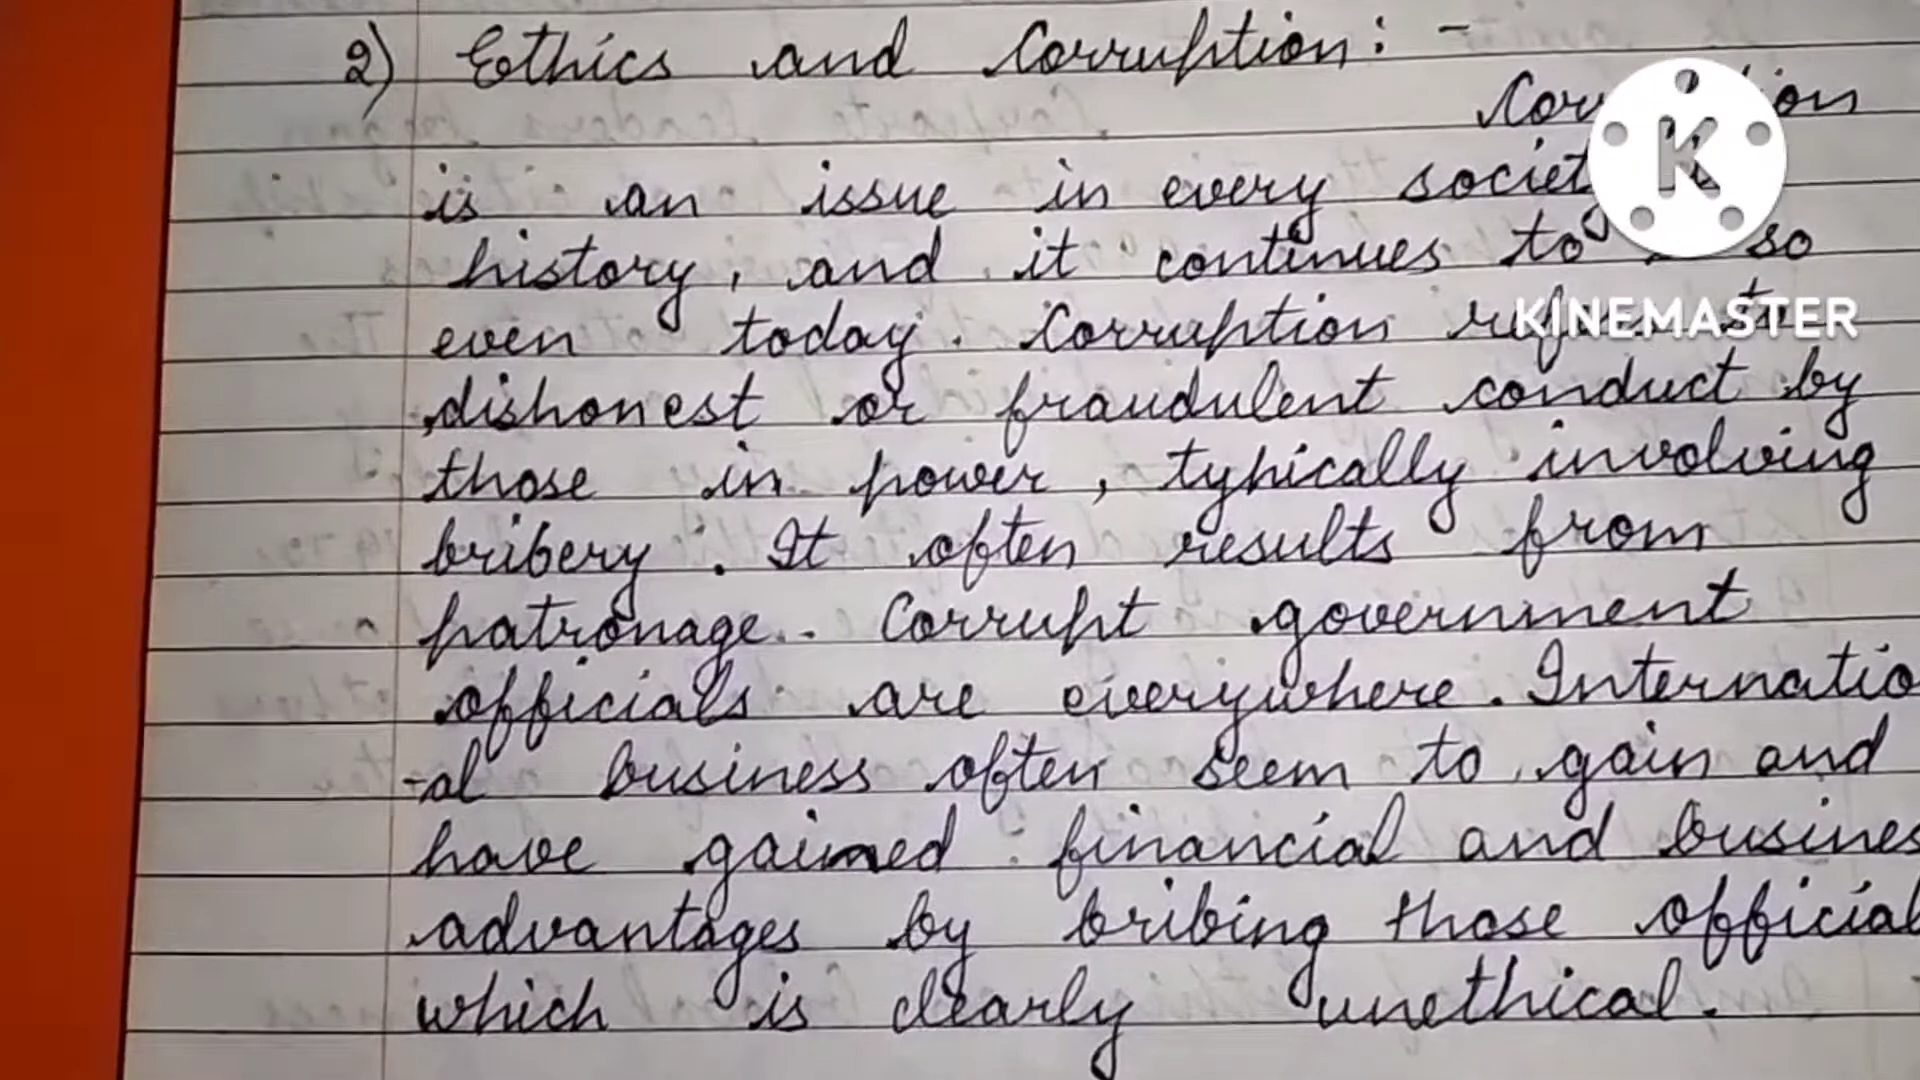 2) Ethics and Corruption: -
is an issue in every
history, and it continues to so
even today. Corruption
dishonest or fraudulent conduct by
those in power, typically involving
bribery. It often results from
patronage. Corrupt government
officials are everywhere. Internatio
-al business often seem to gain and
have gained financial and busines
advantages by bribing those official
which is clearly unethical.
K
KINEMASTER